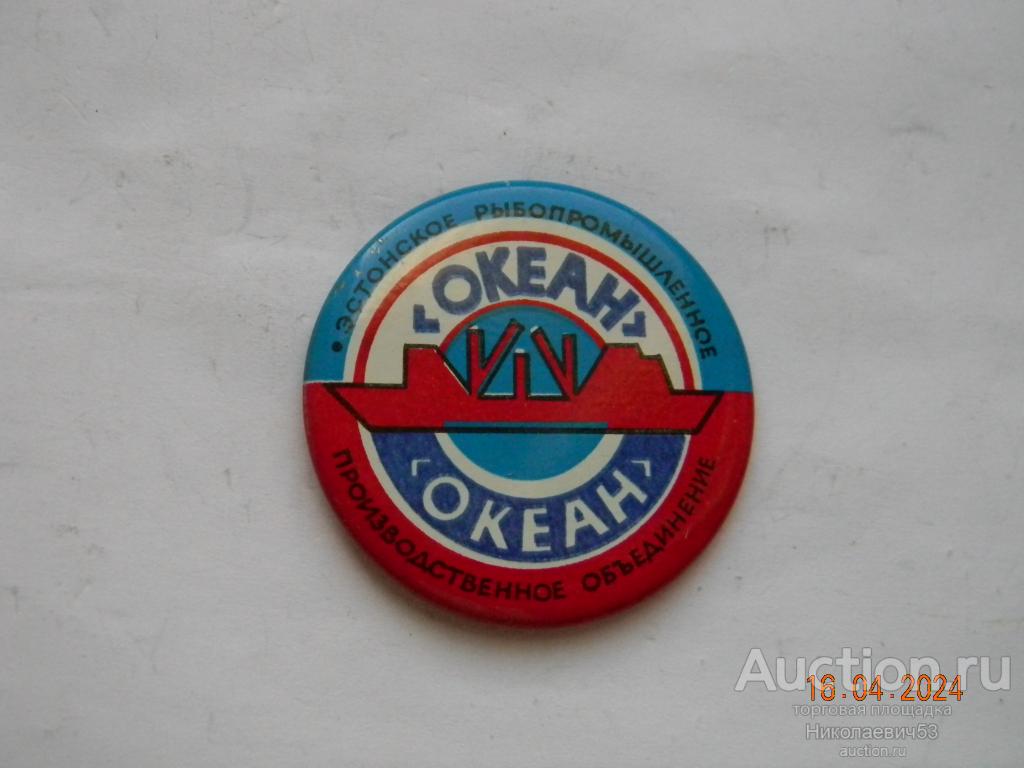 • ЭСТОНСКОЕ РЫБОПРОМЫШЛЕННОЕ
«ОКЕАН»
‹ОКЕАН›
ПРОИЗВОДСТВЕННОЕ ОБЪЕДИНЕНИЕ
Auction.ru
16.04.2024
торговая площадка
Николаевич53
auction.ru